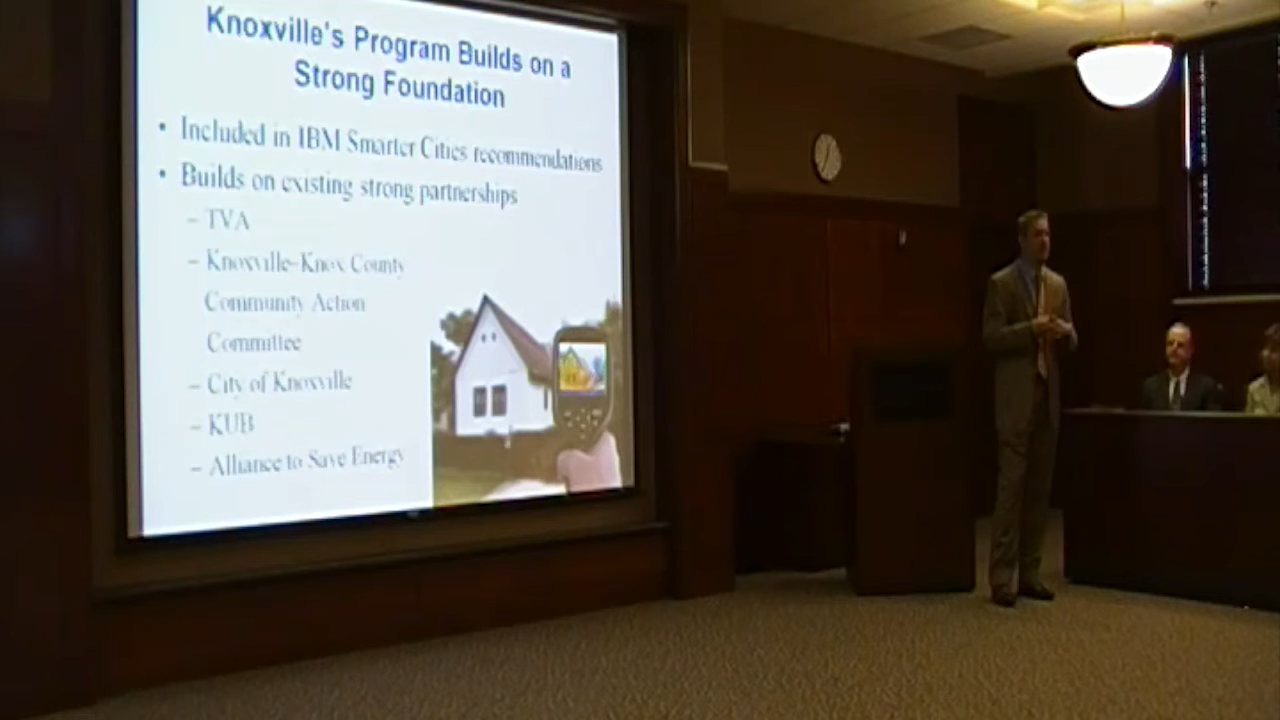 Knoxville's Program Builds on a
Strong Foundation
• Included in IBM Smarter Cities recommendations
• Builds on existing strong partnerships
– TVA
– Knoxville-Knox County
Community Action
Committee
– City of Knoxville
– KUB
– Alliance to Save Energy